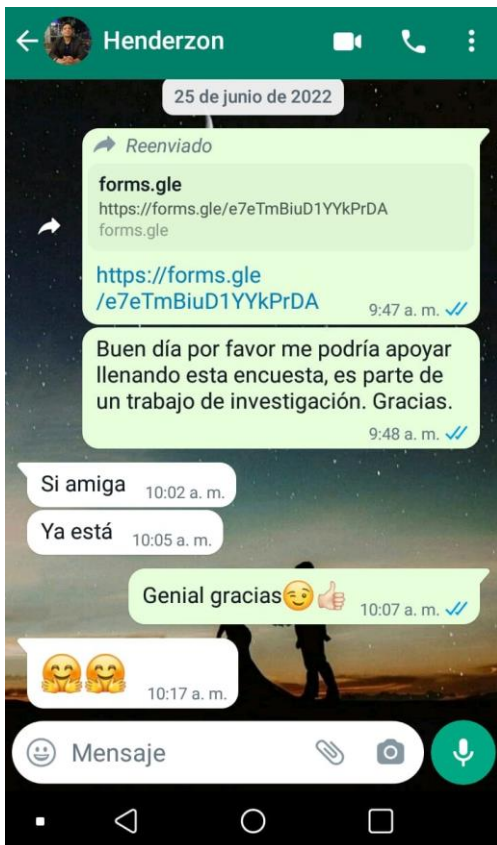 Henderzon
25 de junio de 2022
Reenviado
forms.gle
https://forms.gle/e7eTmBiuD1YYkPrDA
forms.gle
https://forms.gle
/e7eTmBiuD1YYkPrDA
9:47 a. m.
Buen día por favor me podría apoyar
llenando esta encuesta, es parte de
un trabajo de investigación. Gracias.
9:48 a. m.
Si amiga 10:02 a. m.
Ya está 10:05 a. m.
Genial gracias😉👍🏻 10:07 a. m.
🤗🤗 10:17 a. m.
Mensaje